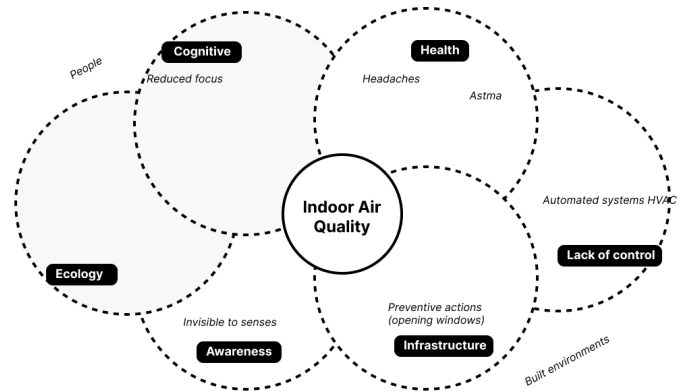 Cognitive
Health
People
Reduced focus
Headaches
Astma
Automated systems HVAC
Indoor Air
Quality
Lack of control
Ecology
Preventive actions
(opening windows)
Invisible to senses
Infrastructure
Awareness
Built environments